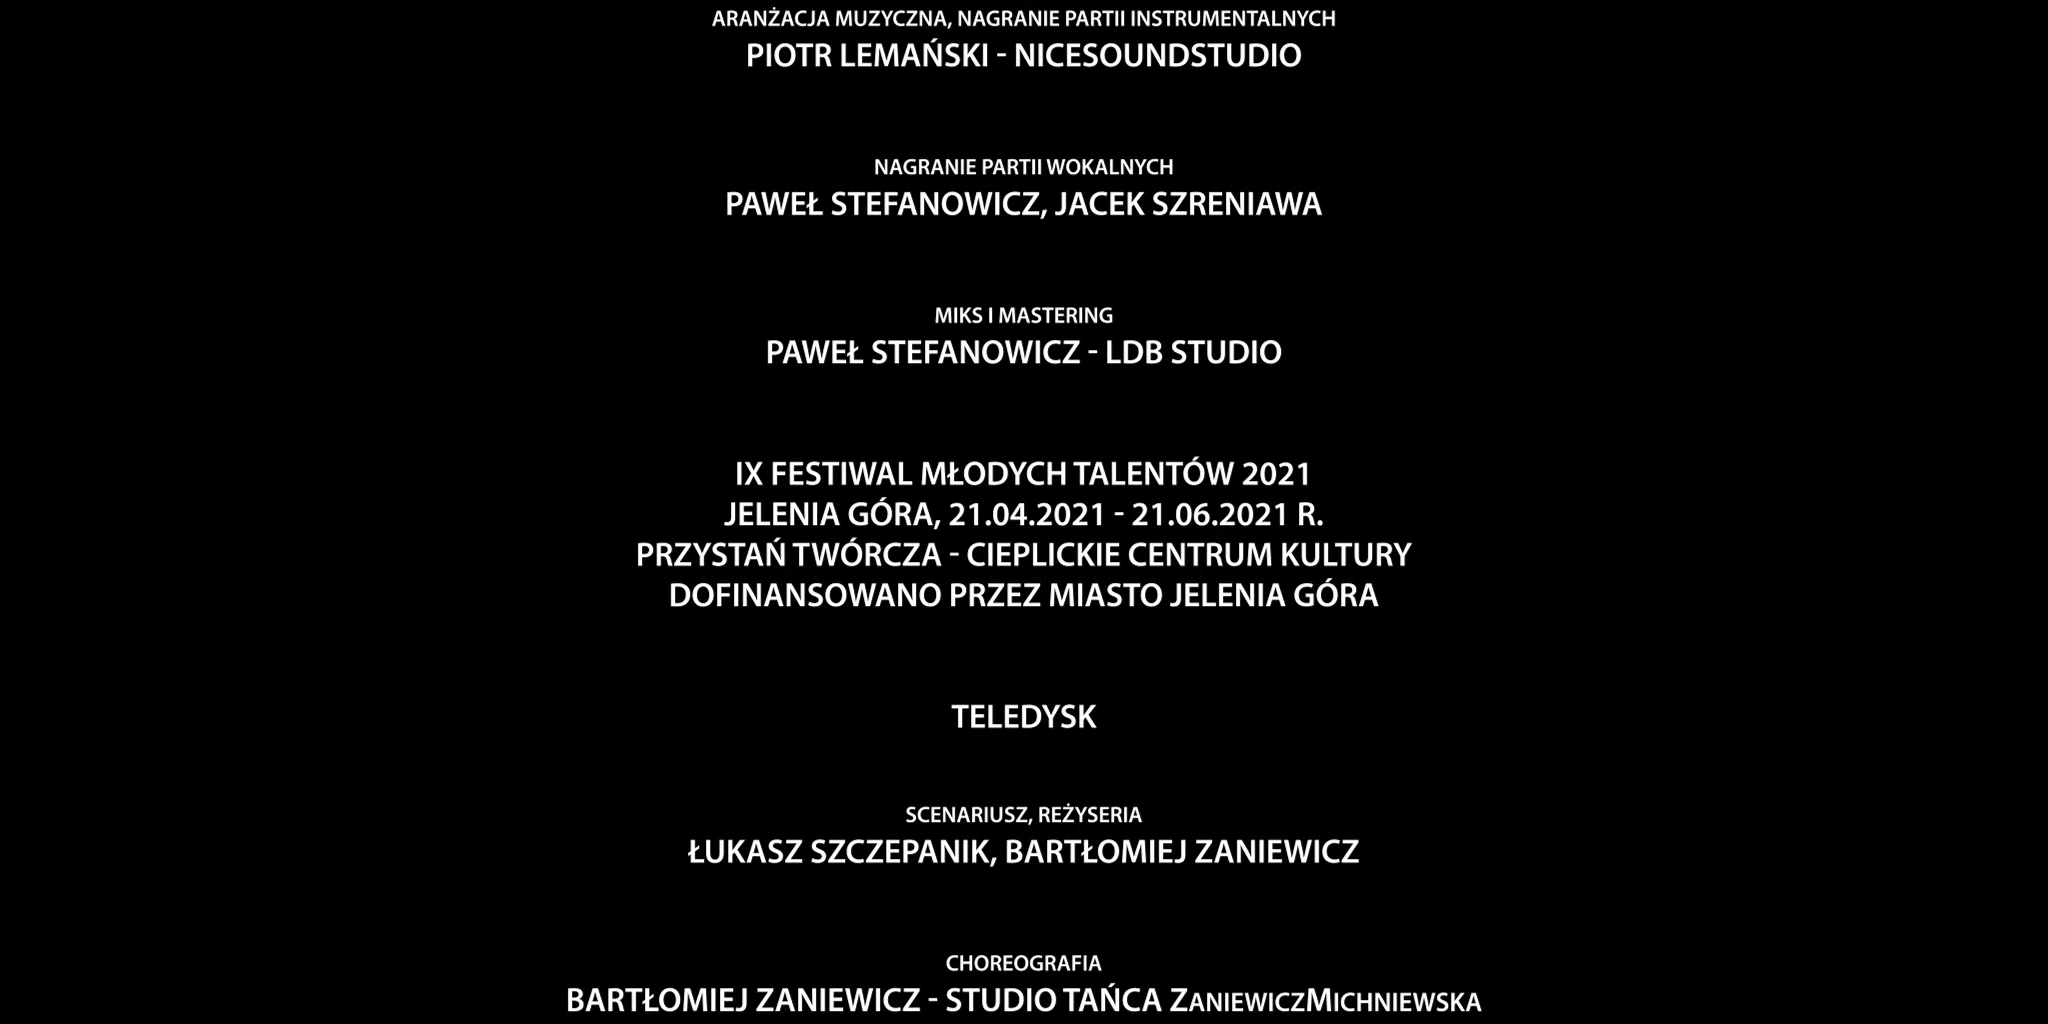 ARANŻACJA MUZYCZNA, NAGRANIE PARTII INSTRUMENTALNYCH
PIOTR LEMAŃSKI - NICESOUNDSTUDIO
NAGRANIE PARTII WOKALNYCH
PAWEŁ STEFANOWICZ, JACEK SZRENIAWA
MIKS I MASTERING
PAWEŁ STEFANOWICZ - LDB STUDIO
IX FESTIWAL MŁODYCH TALENTÓW 2021
JELENIA GÓRA, 21.04.2021 - 21.06.2021 R.
PRZYSTAŃ TWÓRCZA - CIEPLICKIE CENTRUM KULTURY
DOFINANSOWANO PRZEZ MIASTO JELENIA GÓRA
TELEDYSK
SCENARIUSZ, REŻYSERIA
ŁUKASZ SZCZEPANIK, BARTŁOMIEJ ZANIEWICZ
CHOREOGRAFIA
BARTŁOMIEJ ZANIEWICZ - STUDIO TAŃCA ZANIEWICZMICHNIEWSKA